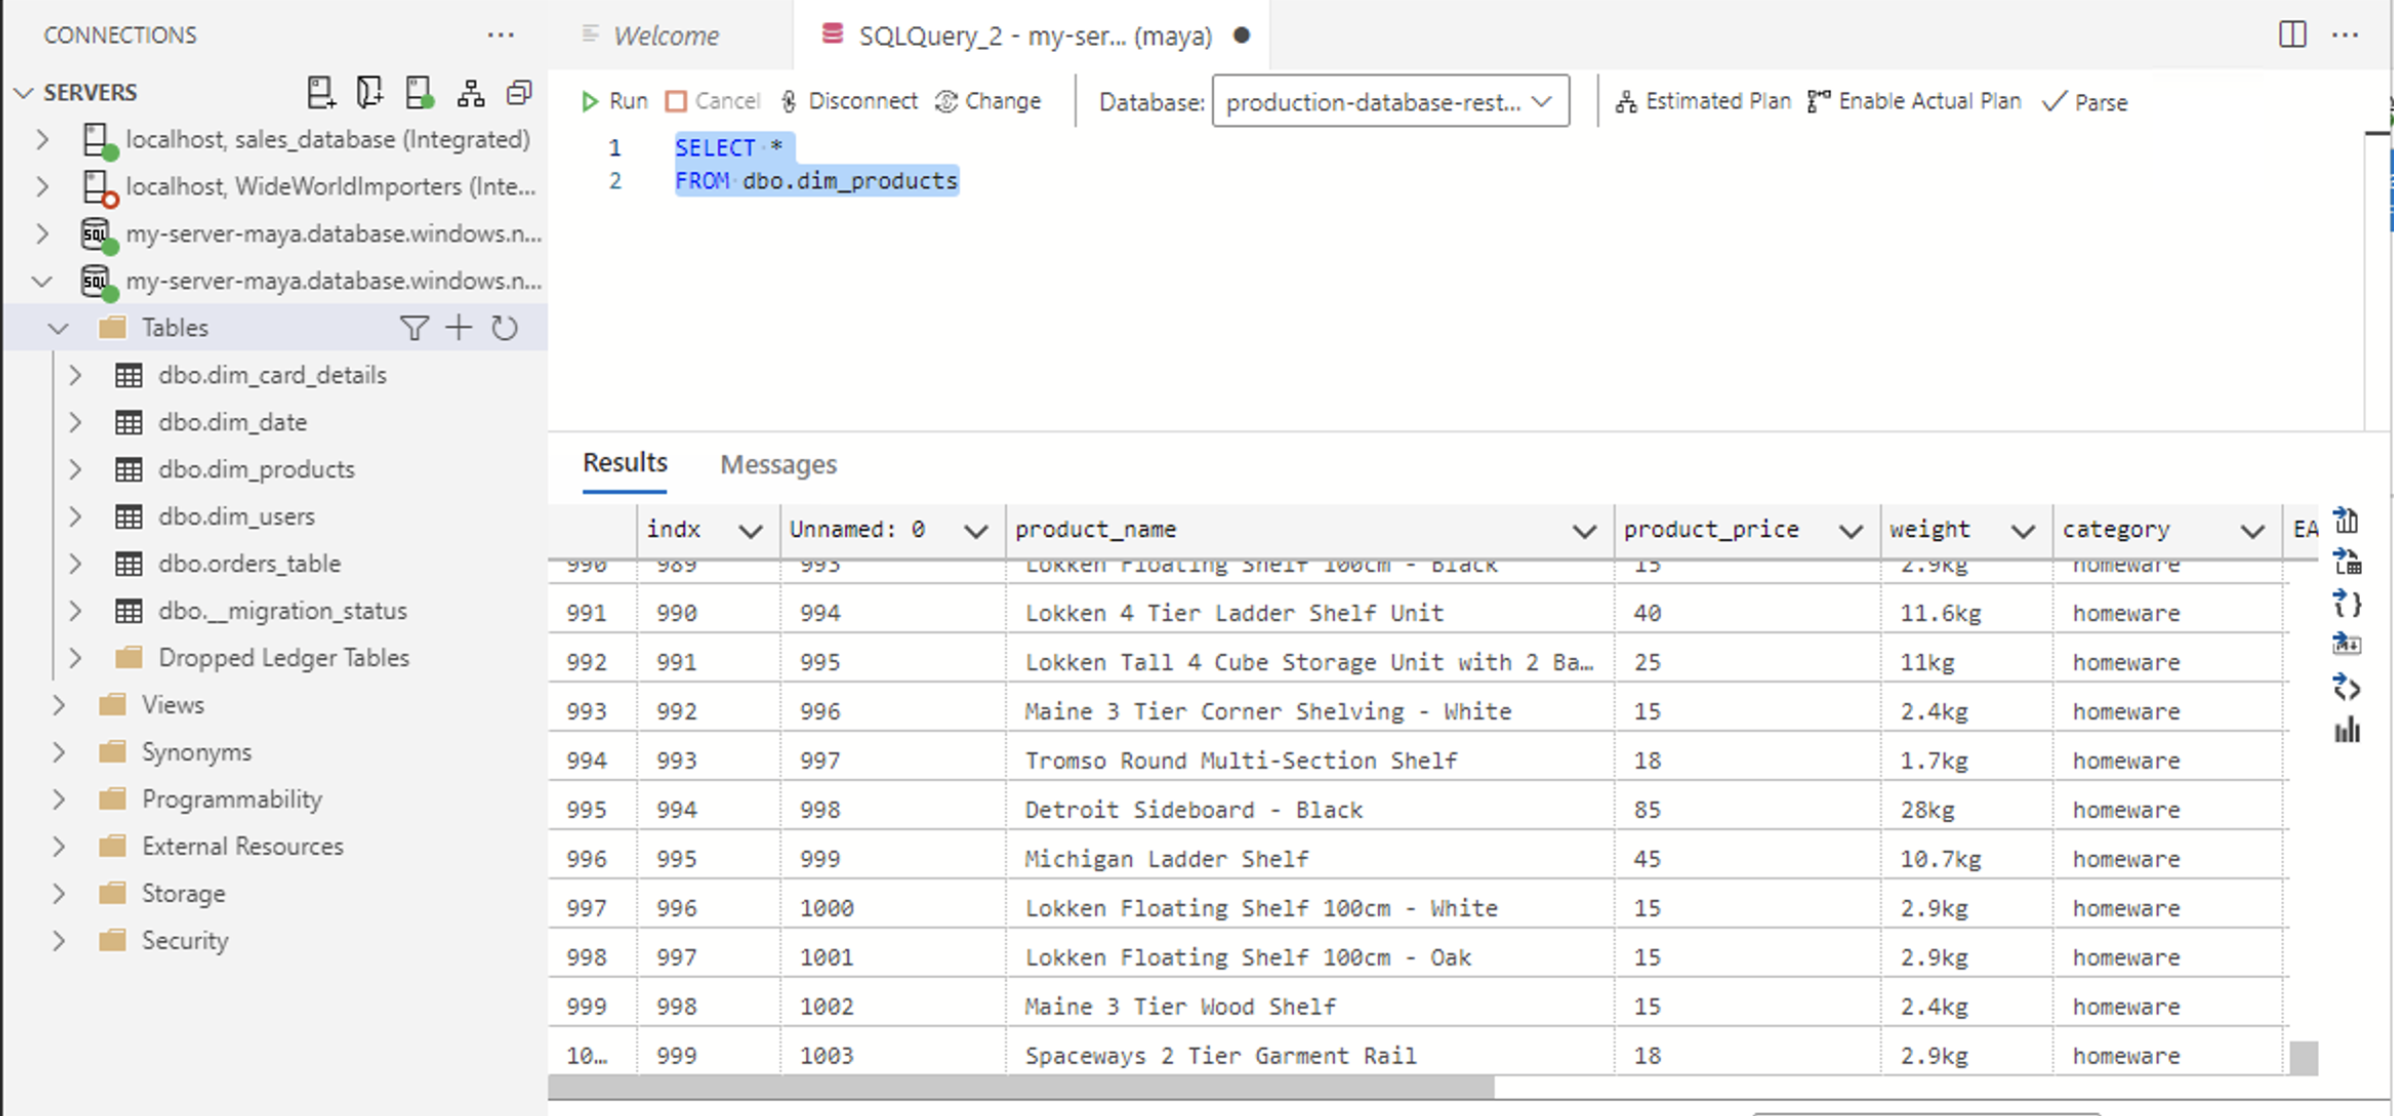 CONNECTIONS
SERVERS
localhost, sales_database (Integrated)
localhost, WideWorldImporters (Inte...
my-server-maya.database.windows.n...
my-server-maya.database.windows.n...
Tables
dbo.dim_card_details
dbo.dim_date
dbo.dim_products
dbo.dim_users
dbo.orders_table
dbo.__migration_status
Dropped Ledger Tables
Views
Synonyms
Programmability
External Resources
Storage
Security
Welcome SQLQuery_2 - my-ser... (maya)
Run Cancel Disconnect Change Database: production-database-rest... Estimated Plan Enable Actual Plan Parse
1 SELECT *
2 FROM dbo.dim_products
Results Messages
indx Unnamed: 0 product_name product_price weight category EA
990 989 993 Lokken Floating Shelf 100cm - Black 15 2.9kg homeware
991 990 994 Lokken 4 Tier Ladder Shelf Unit 40 11.6kg homeware
992 991 995 Lokken Tall 4 Cube Storage Unit with 2 Ba... 25 11kg homeware
993 992 996 Maine 3 Tier Corner Shelving - White 15 2.4kg homeware
994 993 997 Tromso Round Multi-Section Shelf 18 1.7kg homeware
995 994 998 Detroit Sideboard - Black 85 28kg homeware
996 995 999 Michigan Ladder Shelf 45 10.7kg homeware
997 996 1000 Lokken Floating Shelf 100cm - White 15 2.9kg homeware
998 997 1001 Lokken Floating Shelf 100cm - Oak 15 2.9kg homeware
999 998 1002 Maine 3 Tier Wood Shelf 15 2.4kg homeware
10... 999 1003 Spaceways 2 Tier Garment Rail 18 2.9kg homeware